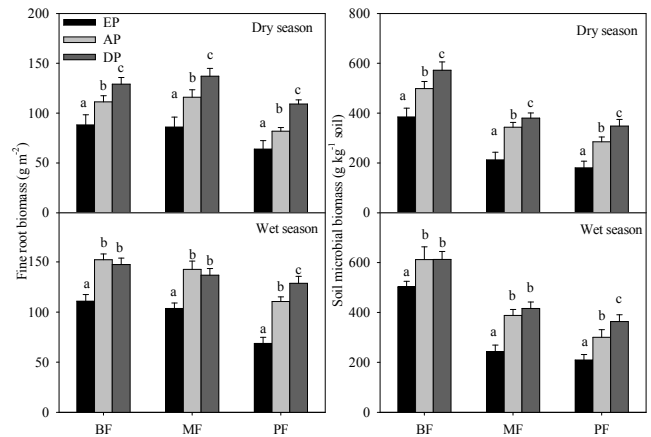 200
150
100
50
0
Dry season
EP
AP
DP
a
b
c
a
b
c
a
b
c
150
100
50
0
Wet season
a
b
b
a
b
b
a
b
c
BF
MF
PF
Fine root biomass (g m-2)
800
600
400
200
0
Dry season
a
b
c
a
b
c
a
b
c
600
400
200
0
Wet season
a
b
b
a
b
b
a
b
c
BF
MF
PF
Soil microbial biomass (g kg-1 soil)